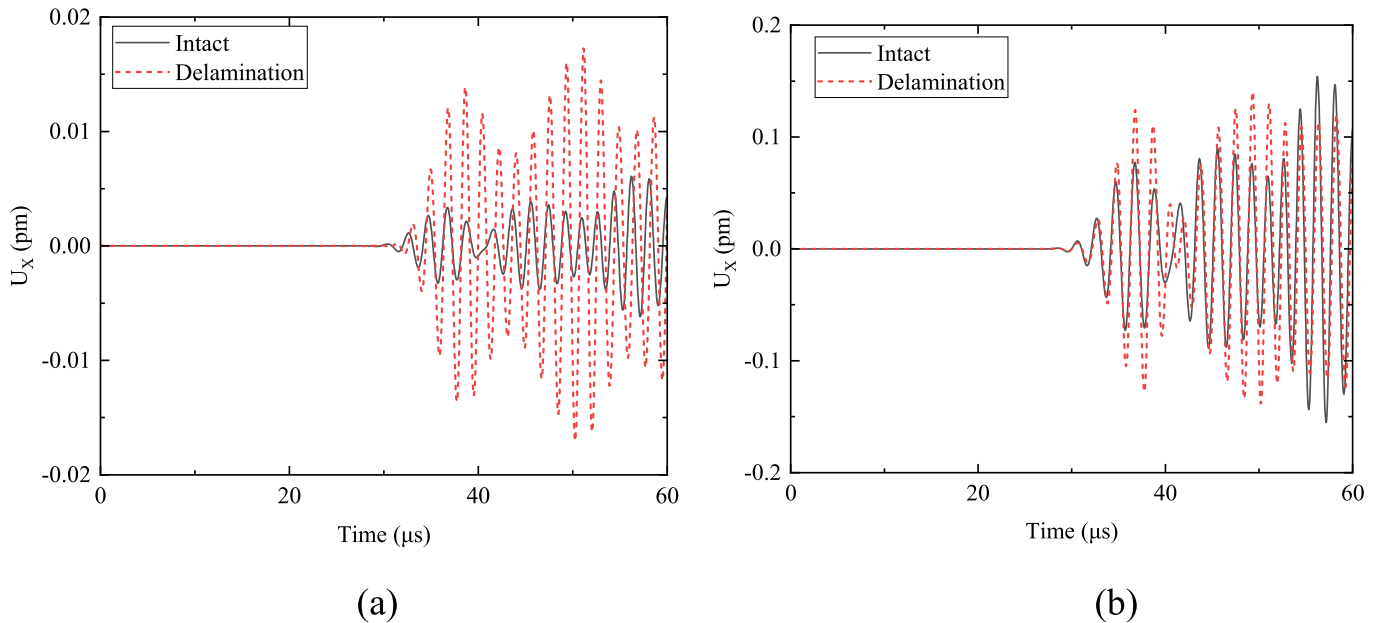 0.02
Intact
Delamination
0.01
0.00
-0.01
-0.02
U_X (pm)
0
20
40
60
Time (μs)
(a)
0.2
Intact
Delamination
0.1
0.0
-0.1
-0.2
U_X (pm)
0
20
40
60
Time (μs)
(b)